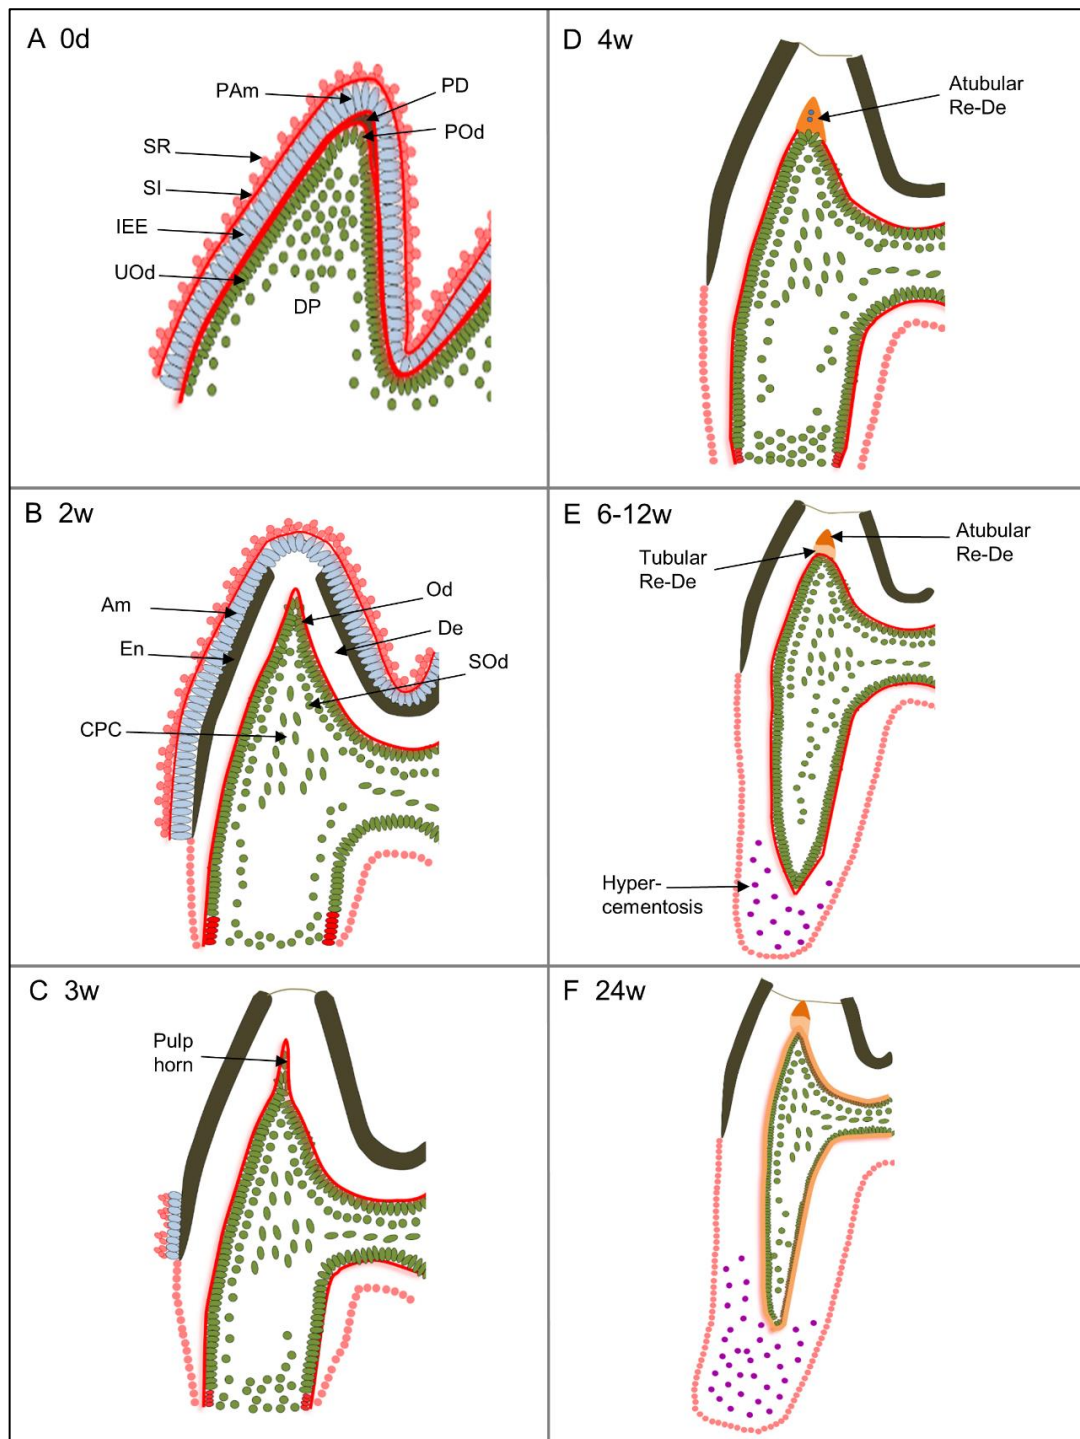 A 0d
PAm
PD
POd
SR
SI
IEE
UOd
DP
B 2w
Am
En
CPC
Od
De
SOd
C 3w
Pulp
horn
D 4w
Atubular
Re-De
E 6-12w
Tubular
Re-De
Atubular
Re-De
Hyper-
cementosis
F 24w